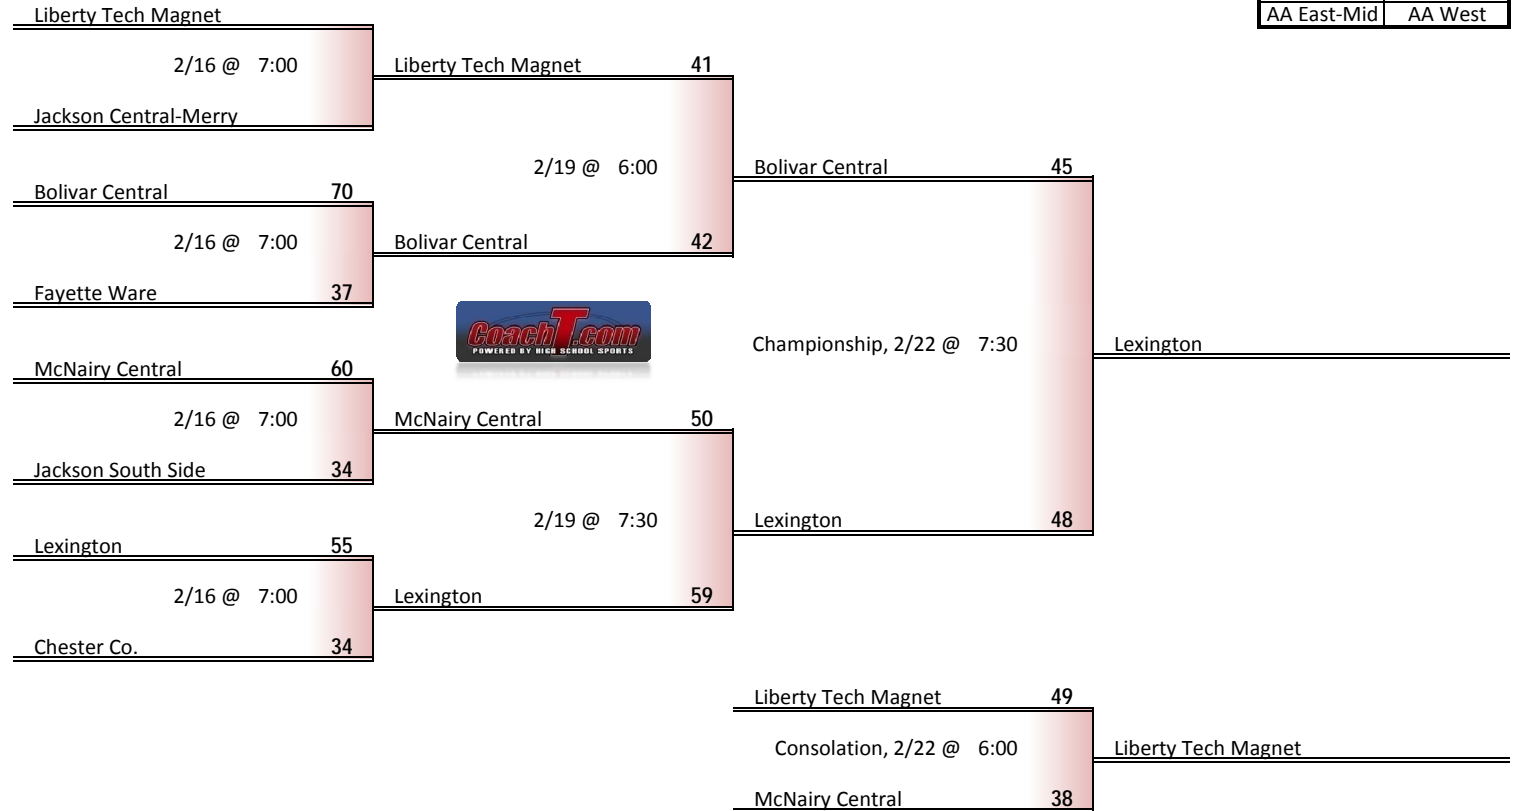 Liberty Tech Magnet
AA East-Mid AA West
2/16 @ 7:00
Liberty Tech Magnet 41
Jackson Central-Merry
2/19 @ 6:00
Bolivar Central 45
Bolivar Central 70
2/16 @ 7:00
Bolivar Central 42
Fayette Ware 37
CoachT.com
POWERED BY HIGH SCHOOL SPORTS
Championship, 2/22 @ 7:30
Lexington
McNairy Central 60
2/16 @ 7:00
McNairy Central 50
Jackson South Side 34
2/19 @ 7:30
Lexington 48
Lexington 55
2/16 @ 7:00
Lexington 59
Chester Co. 34
Liberty Tech Magnet 49
Consolation, 2/22 @ 6:00
Liberty Tech Magnet
McNairy Central 38